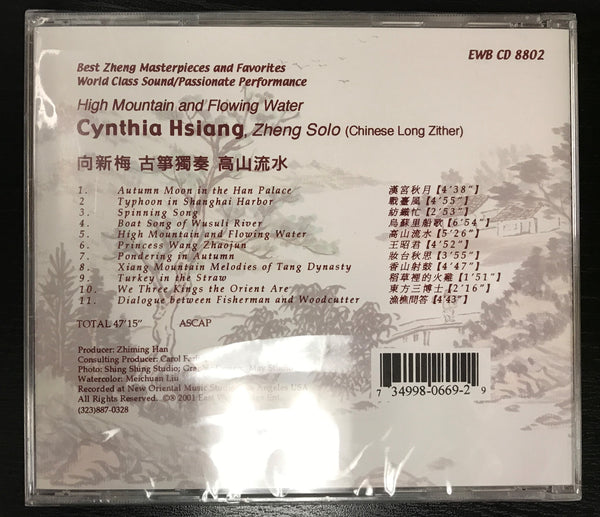 EWB CD 8802
Best Zheng Masterpieces and Favorites
World Class Sound/Passionate Performance
High Mountain and Flowing Water
Cynthia Hsiang, Zheng Solo (Chinese Long Zither)
向新梅 古箏獨奏 高山流水
1. Autumn Moon in the Han Palace 漢宮秋月【4'38"】
2 Typhoon in Shanghai Harbor 戰臺風【4'55"】
3. Spinning Song 紡織忙【2'53"】
4. Boat Song of Wusuli River 烏蘇里船歌【6'54"】
5. High Mountain and Flowing Water 高山流水【5'26"】
6. Princess Wang Zhaojun 王昭君【4'52"】
7. Pondering in Autumn 妝台秋思【3'55"】
8. Xiang Mountain Melodies of Tang Dynasty 香山射鼓【4'47"】
9. Turkey in the Straw 稻草裡的火雞【1'51"】
10. We Three Kings the Orient Are 東方三博士【2'16"】
11. Dialogue between Fisherman and Woodcutter 漁樵問答【4'43"】
TOTAL 47'15" ASCAP
Producer: Zhiming Han
Consulting Producer: Carol
Photo: Shing Shing Studio; May
Watercolor: Meichuan Liu
Recorded at New Oriental Music Angeles USA
All Rights Reserved. ©® 2001 East Ent.
(323)887-0328
7 34998-0669-2 9